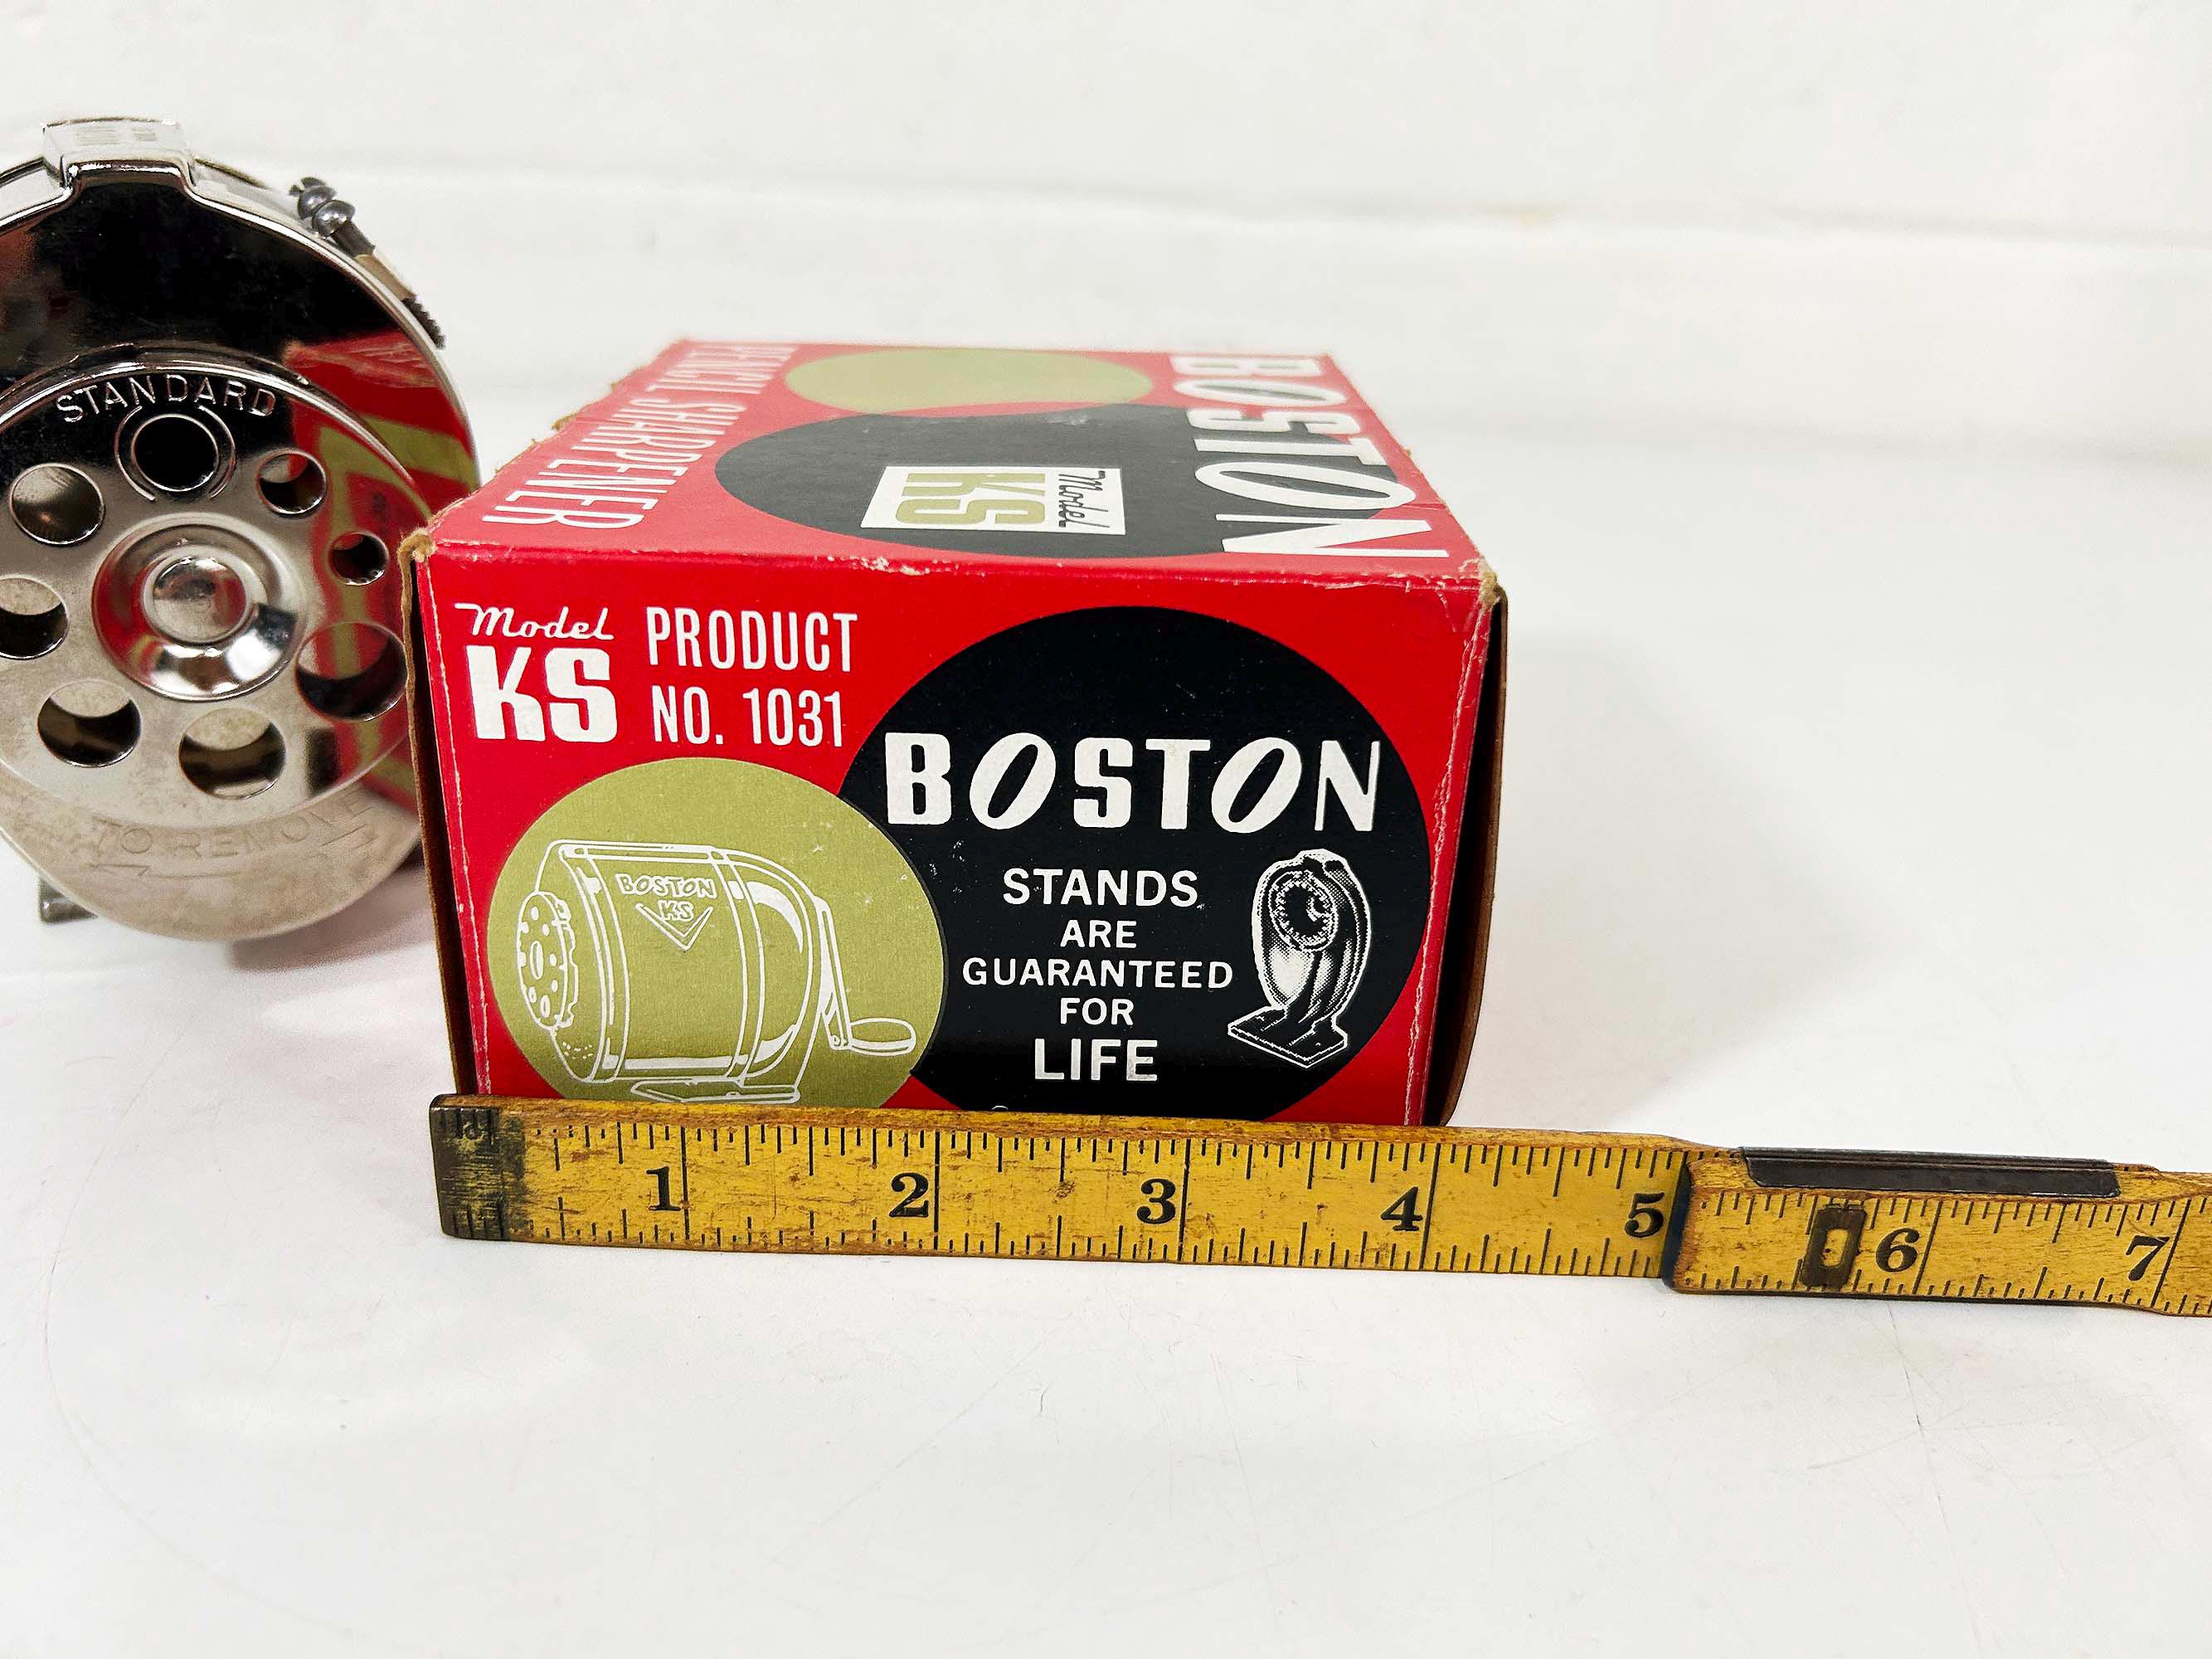 STANDARD
TO REMOVE
PENCIL SHARPENER
Model
KS
BOSTON
Model
KS
PRODUCT
NO. 1031
BOSTON
STANDS
ARE
GUARANTEED
FOR
LIFE
BOSTON
KS
1 2 3 4 5 6 7